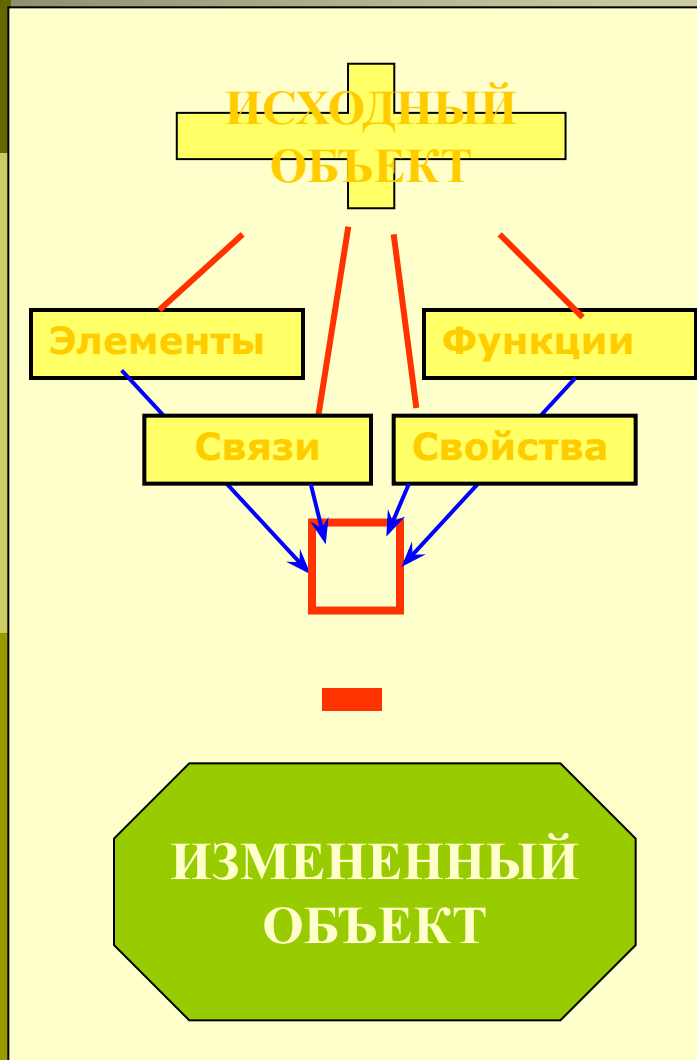 ИСХОДНЫЙ
ОБЪЕКТ
Элементы
Функции
Связи
Свойства
ИЗМЕНЕННЫЙ
ОБЪЕКТ